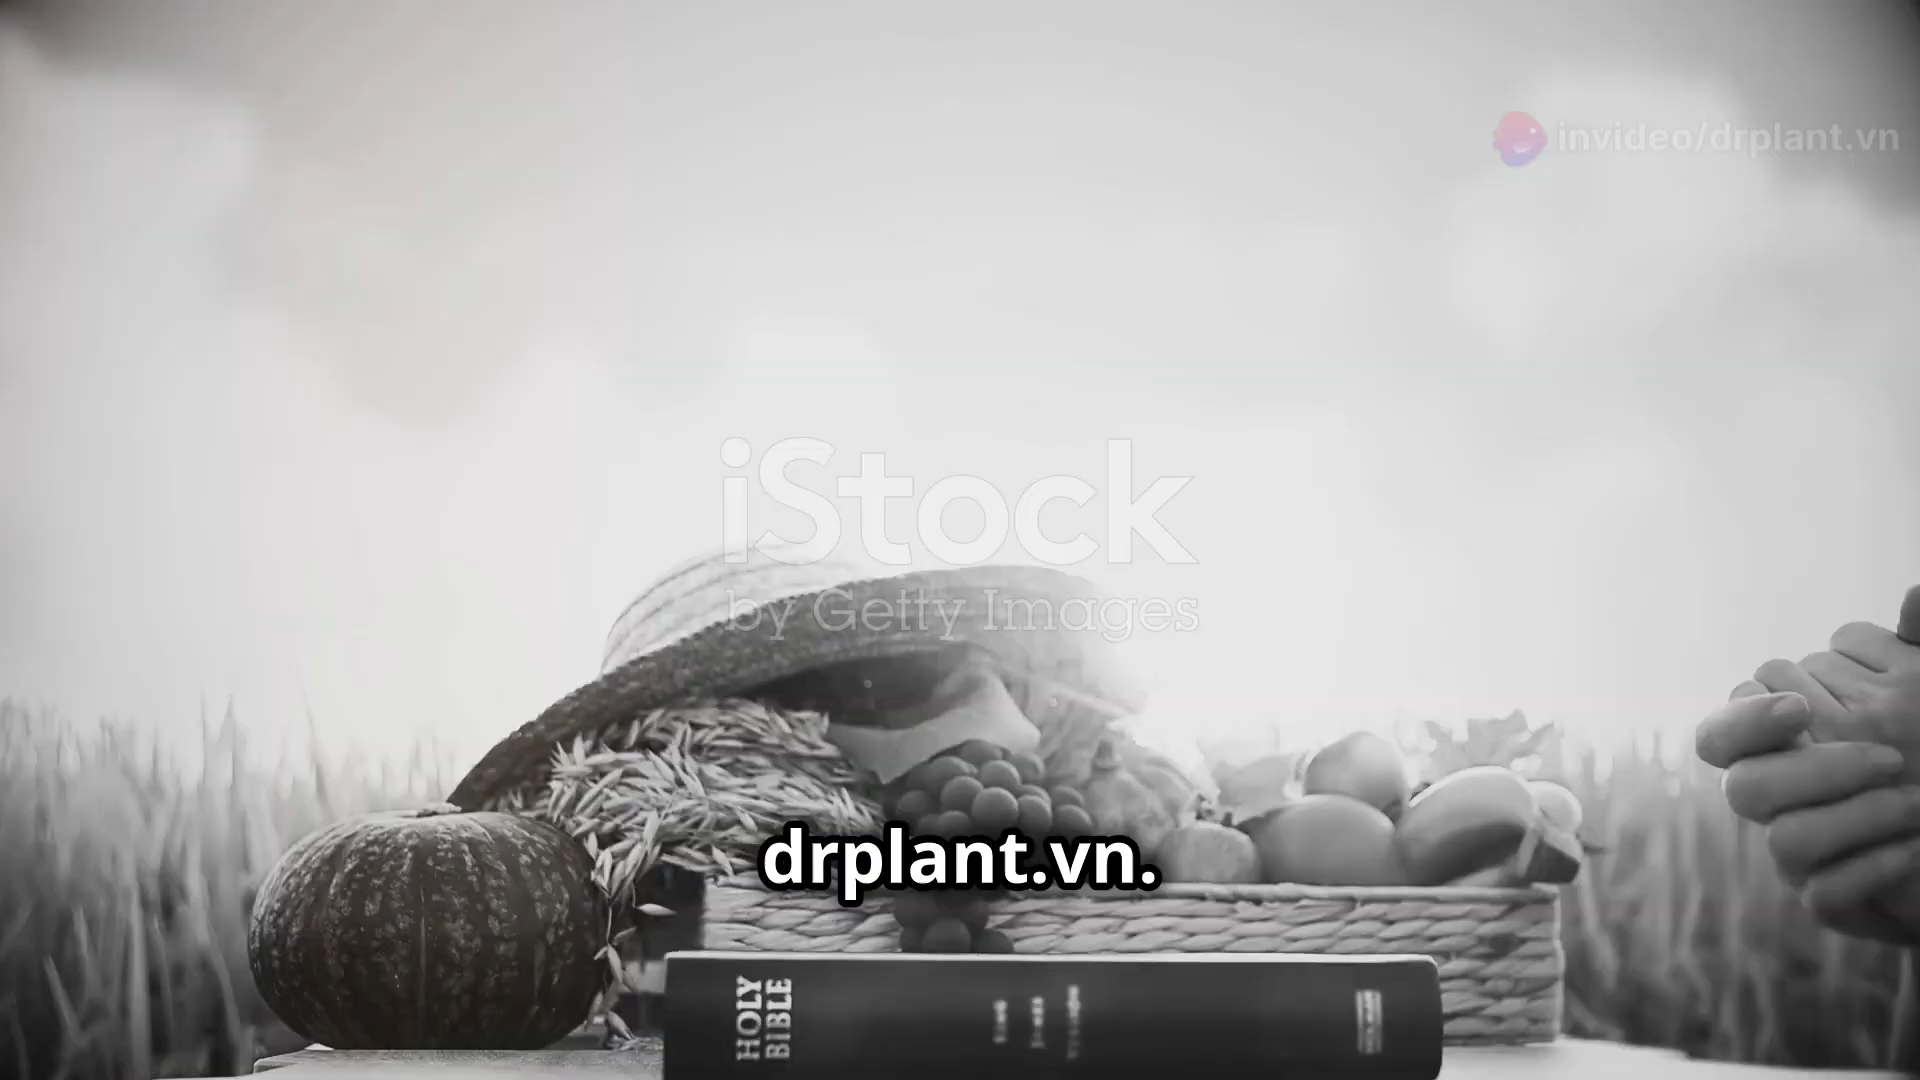 invideo/drplant.vn
iStock
by Getty Images
drplant.vn.
HOLY
BIBLE